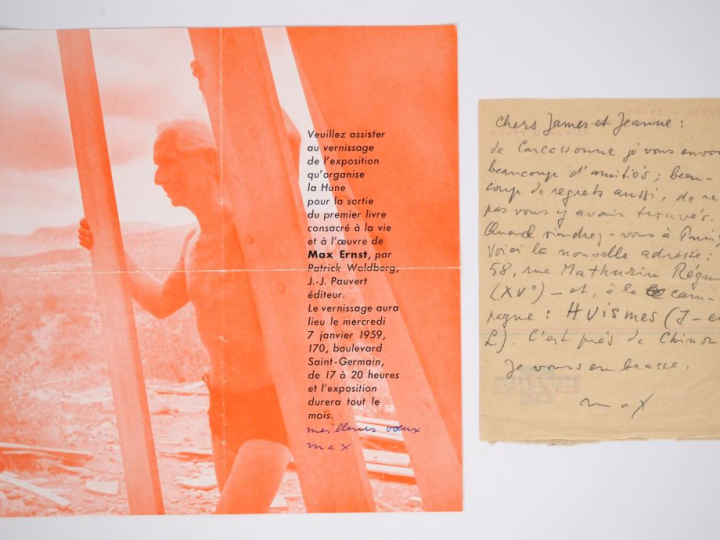 Veuillez assister
au vernissage
de l'exposition
qu'organise
la Hune
pour la sortie
du premier livre
consacré à la vie
et à l'œuvre de
Max Ernst, par
Patrick Waldberg,
J.-J. Pauvert
éditeur.
Le vernissage aura
lieu le mercredi
7 janvier 1959,
170, boulevard
Saint-Germain,
de 17 à 20 heures
et l'exposition
durera tout le
mois.
meilleurs vœux
max
Chers James et Jeanne :
de Carcassonne je vous envoi
beaucoup d'amitiés ; beau-
coup de regrets aussi, de ne
pas vous y avoir trouvés.
Quand viendrez-vous à Paris,
Voici la nouvelle adresse :
58, rue Mathurin Régni
(XVe) — et, à la cam-
pagne : HUISMES (I-et
L). C'est près de Chinon
Je vous embrasse.
max